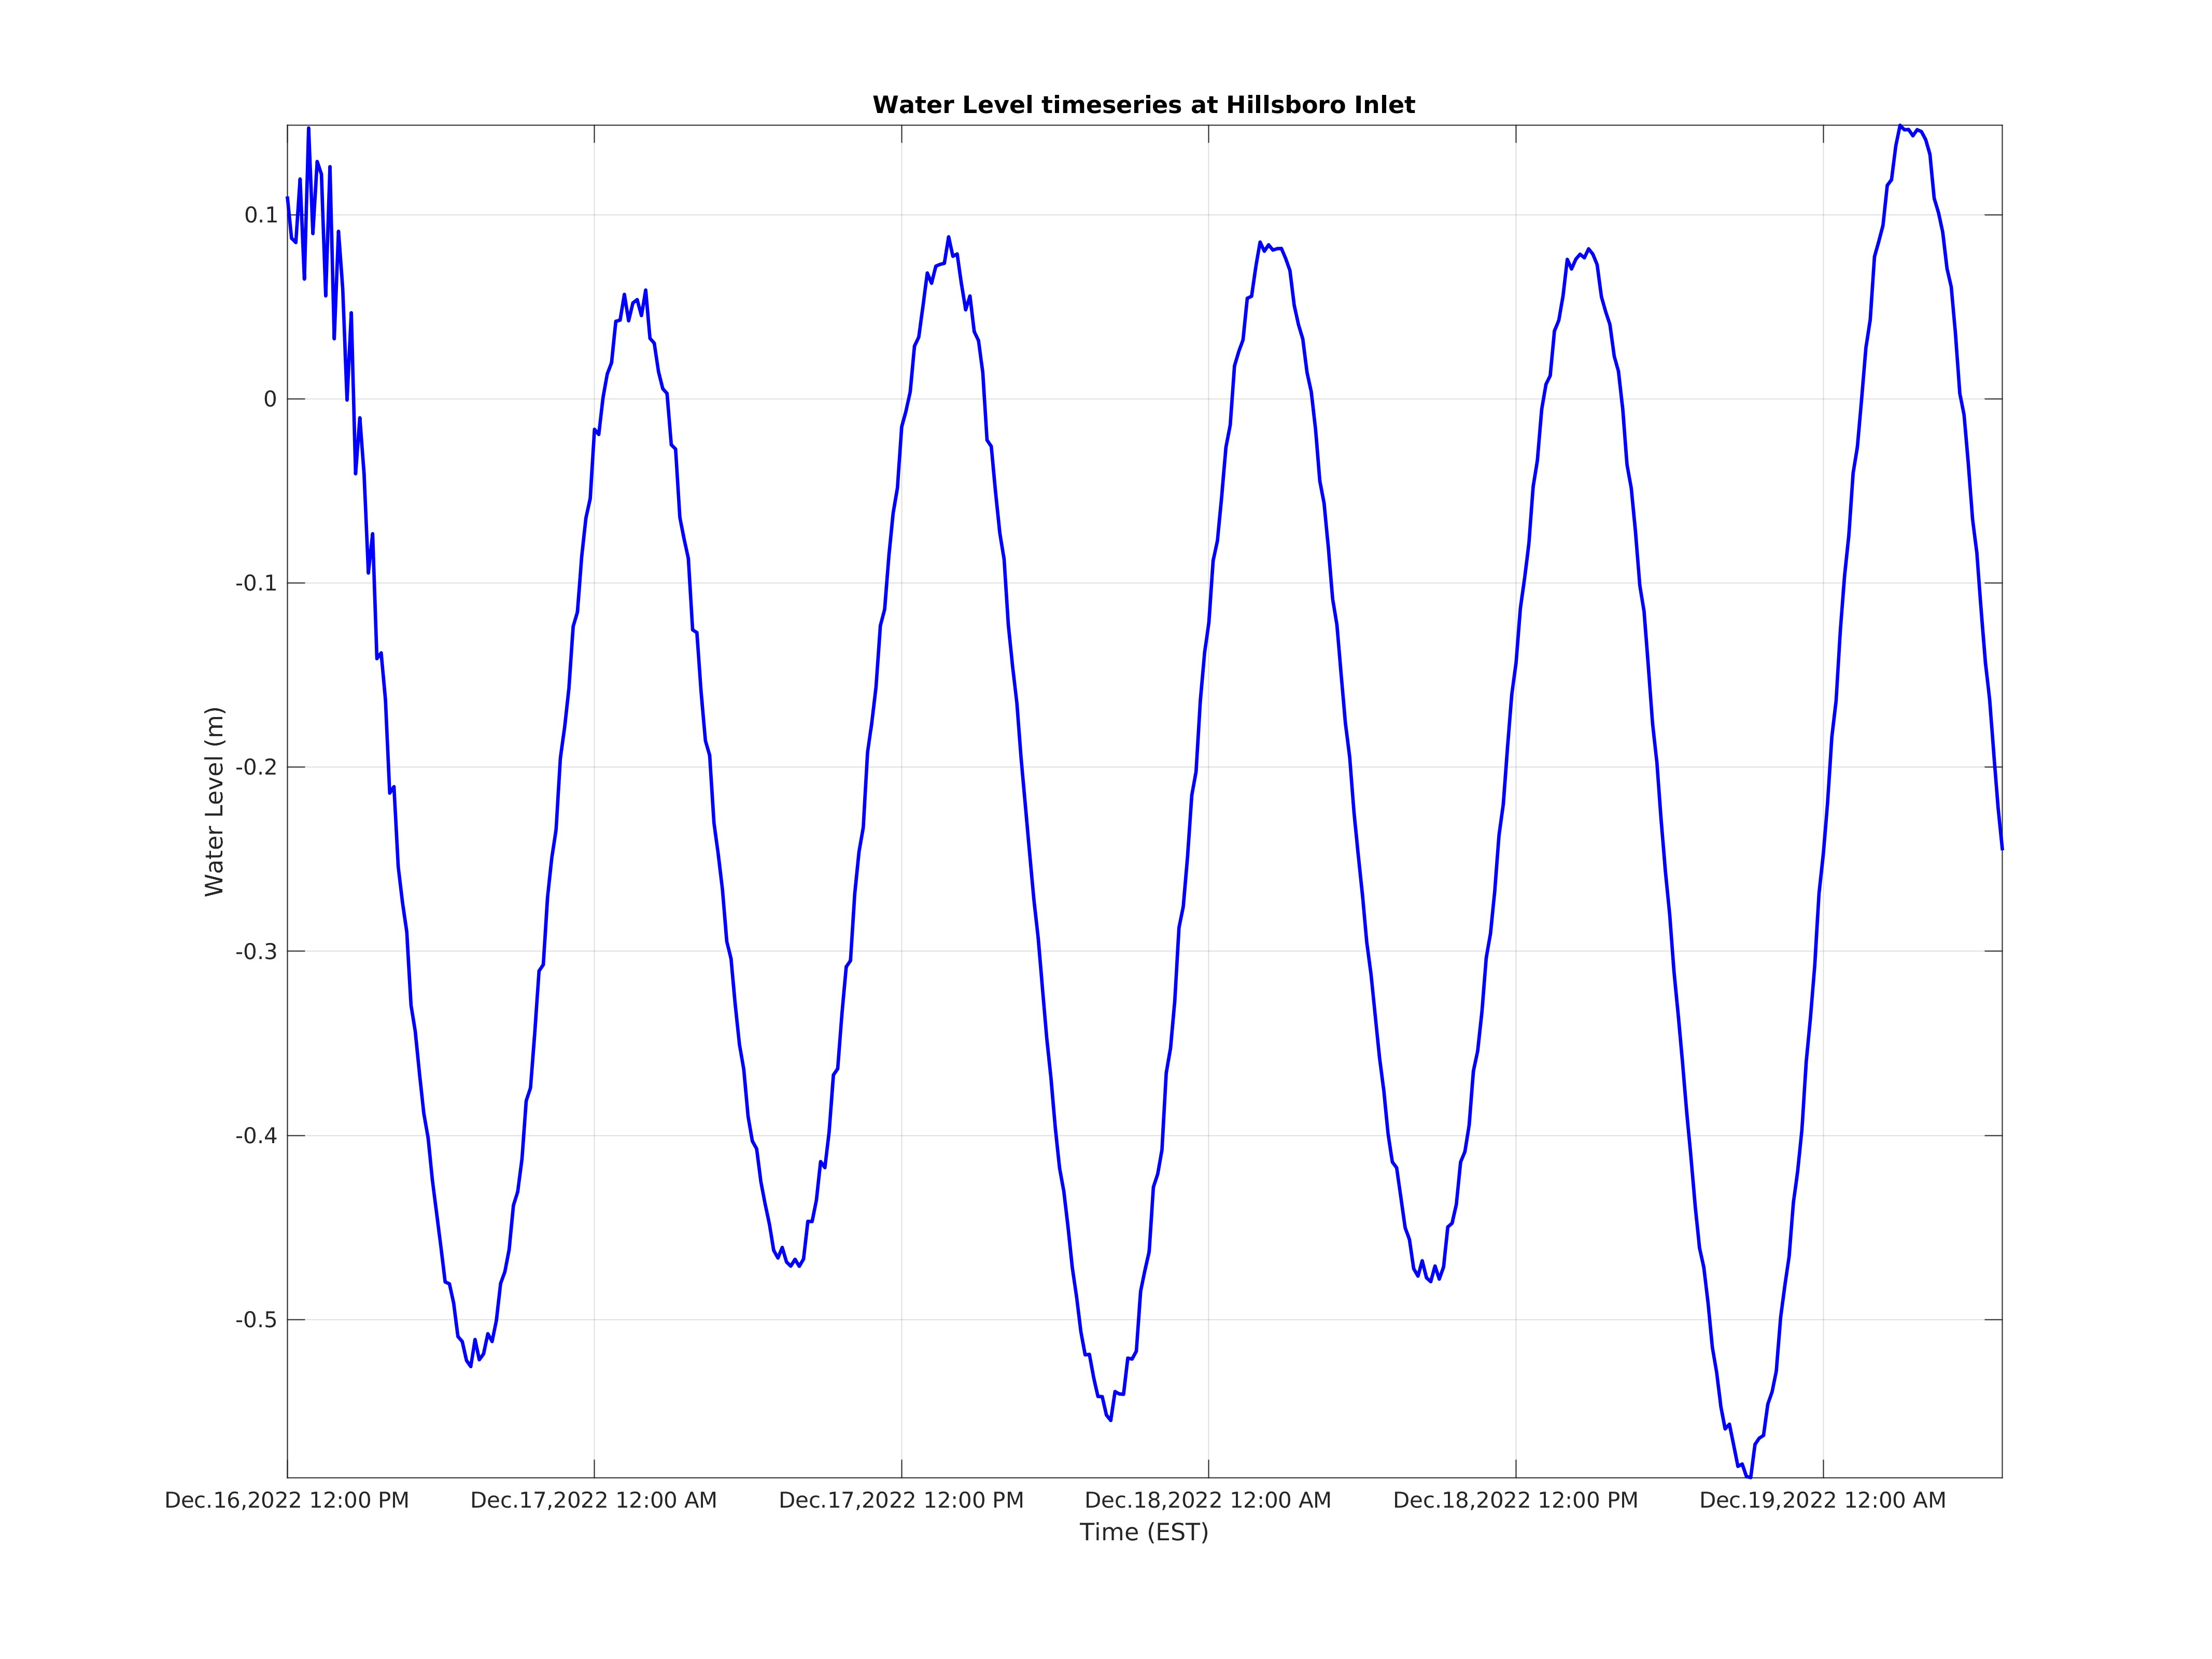 Water Level timeseries at Hillsboro Inlet
0.1
0
-0.1
-0.2
-0.3
-0.4
-0.5
Water Level (m)
Dec.16,2022 12:00 PM
Dec.17,2022 12:00 AM
Dec.17,2022 12:00 PM
Dec.18,2022 12:00 AM
Dec.18,2022 12:00 PM
Dec.19,2022 12:00 AM
Time (EST)